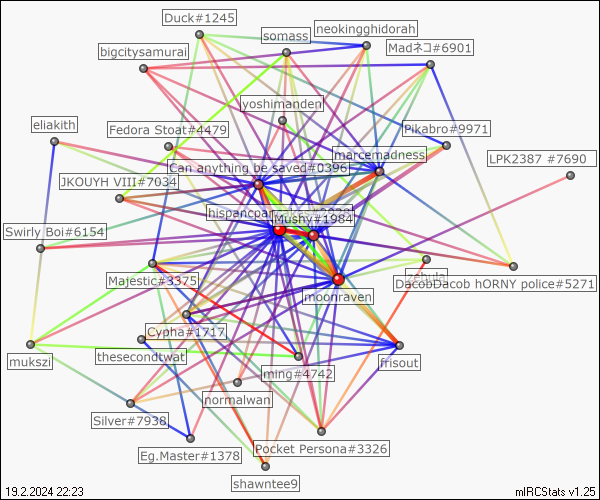 Duck#1245
neokingghidorah
somass
Madネコ#6901
bigcitysamurai
yoshimanden
eliakith
Fedora Stoat#4479
Pikabro#9971
marcemadness
LPK2387 #7690
Can anything be saved#0396
JKOUYH VIII#7034
Mushy#1984
Swirly Boi#6154
Majestic#3375
DacobDacob hORNY police#5271
moonraven
Cypha#1717
thesecondtwat
frisout
mukszi
ming#4742
normalwan
Silver#7938
Pocket Persona#3326
Eg.Master#1378
shawntee9
19.2.2024 22:23
mIRCStats v1.25